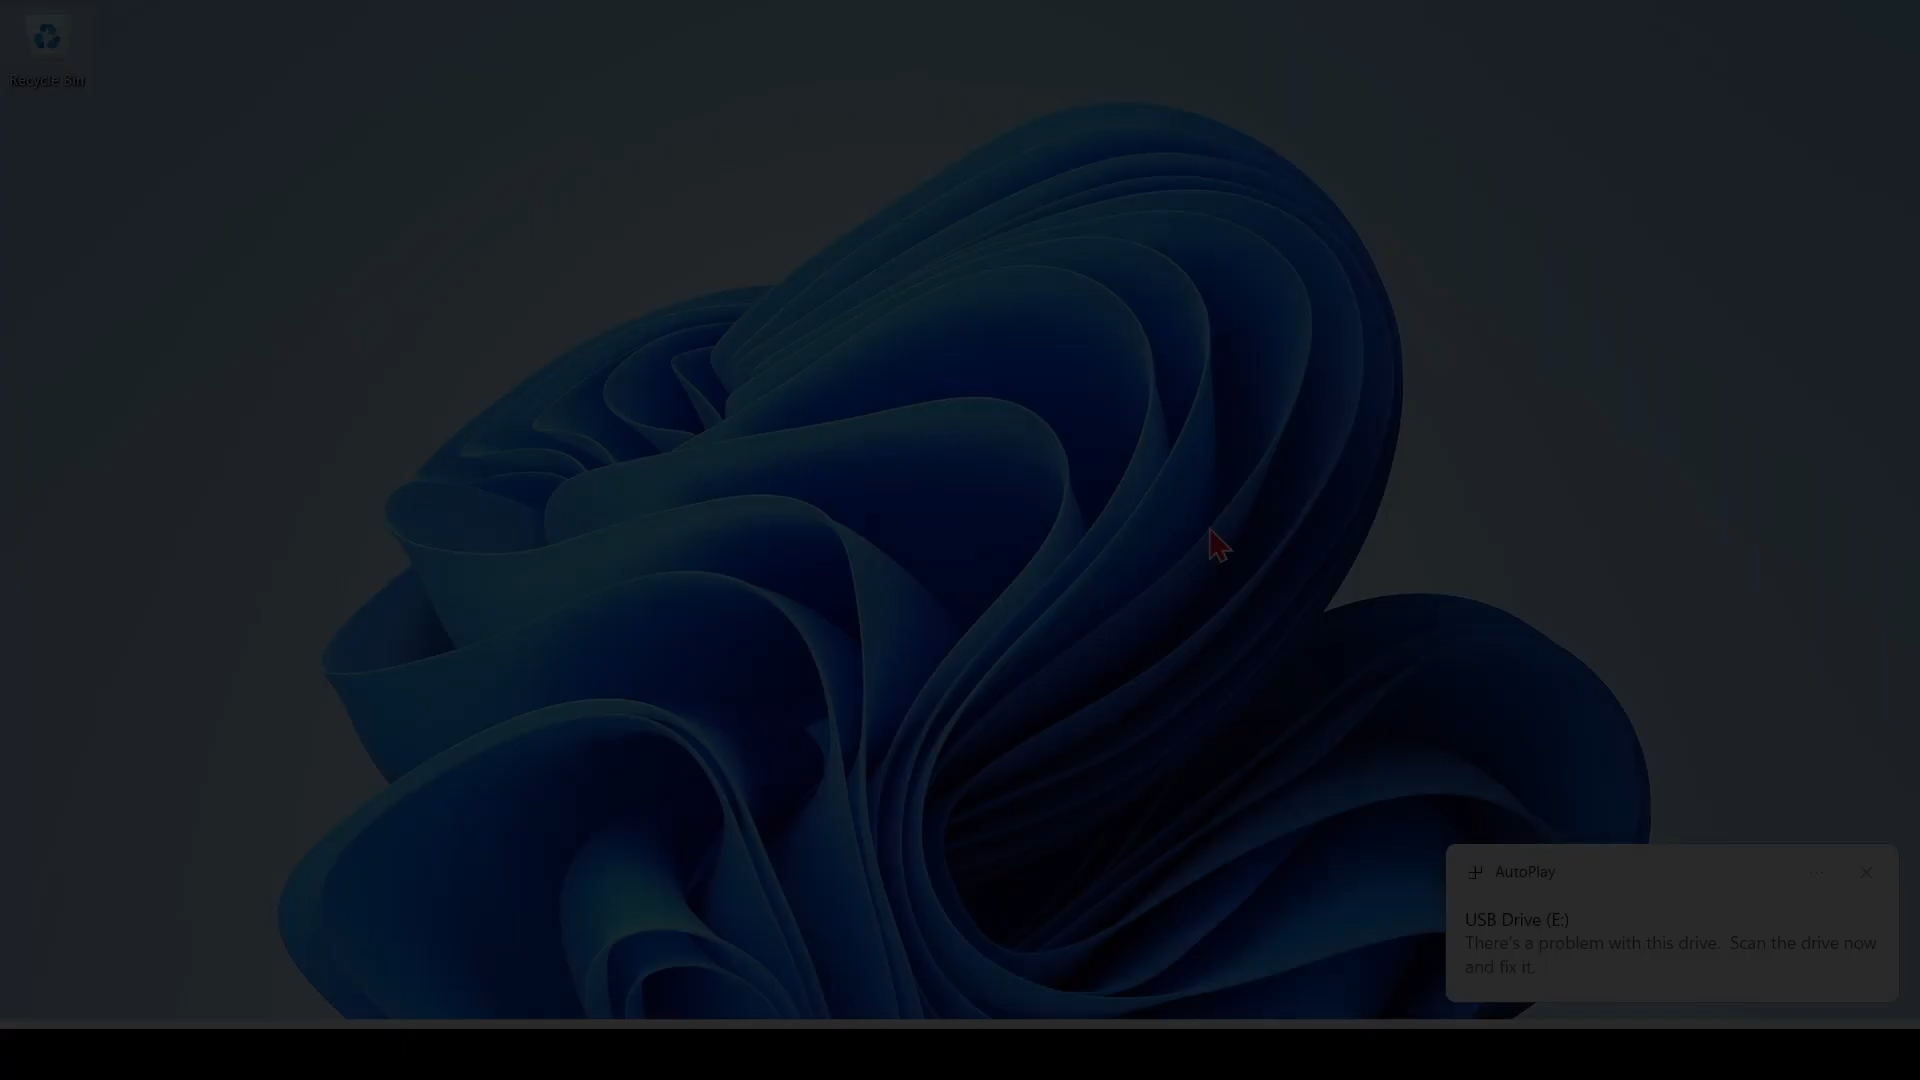 Recycle Bin
AutoPlay
USB Drive (E:)
There's a problem with this drive. Scan the drive now
and fix it.